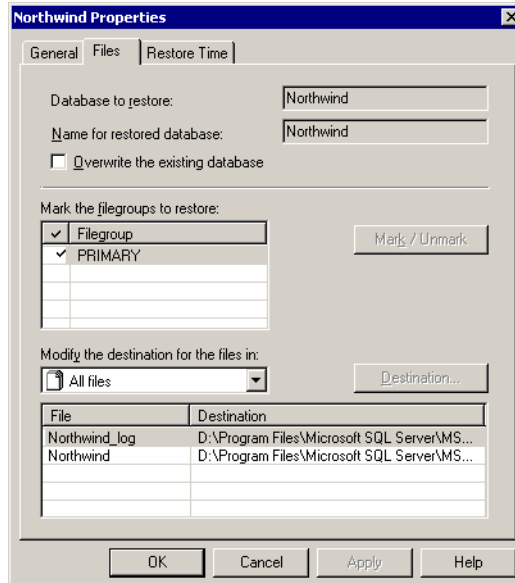 Northwind Properties
General Files Restore Time
Database to restore: Northwind
Name for restored database: Northwind
Overwrite the existing database
Mark the filegroups to restore:
Filegroup
Mark / Unmark
PRIMARY
Modify the destination for the files in:
All files
Destination...
File Destination
Northwind_log D:\Program Files\Microsoft SQL Server\MS...
Northwind D:\Program Files\Microsoft SQL Server\MS...
OK Cancel Apply Help